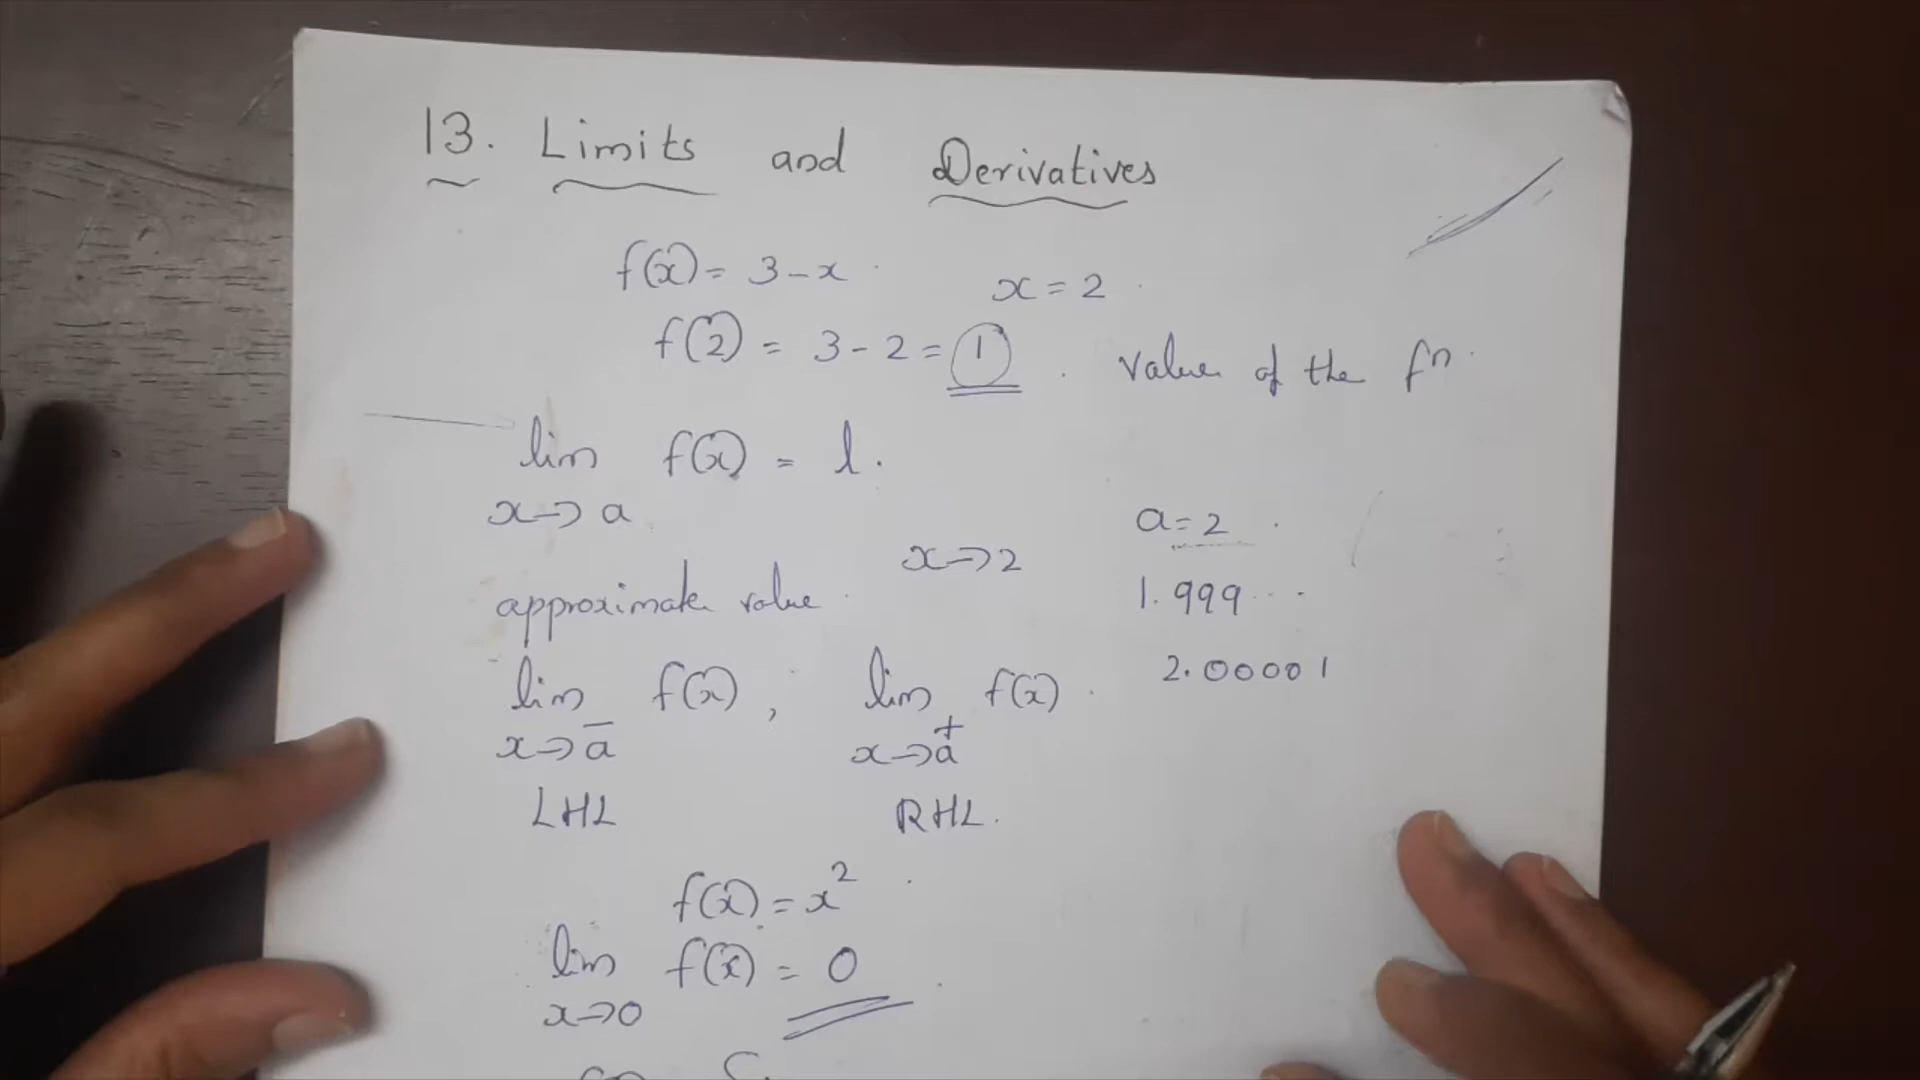 13. Limits and Derivatives
f(x) = 3 - x x = 2
f(2) = 3 - 2 = 1 . Value of the fn.
lim f(x) = l.
x→a a = 2
x→2
approximate value. 1.999...
lim f(x) , lim f(x). 2.00001
x→a⁻ x→a⁺
LHL RHL.
f(x) = x²
lim f(x) = 0
x→0